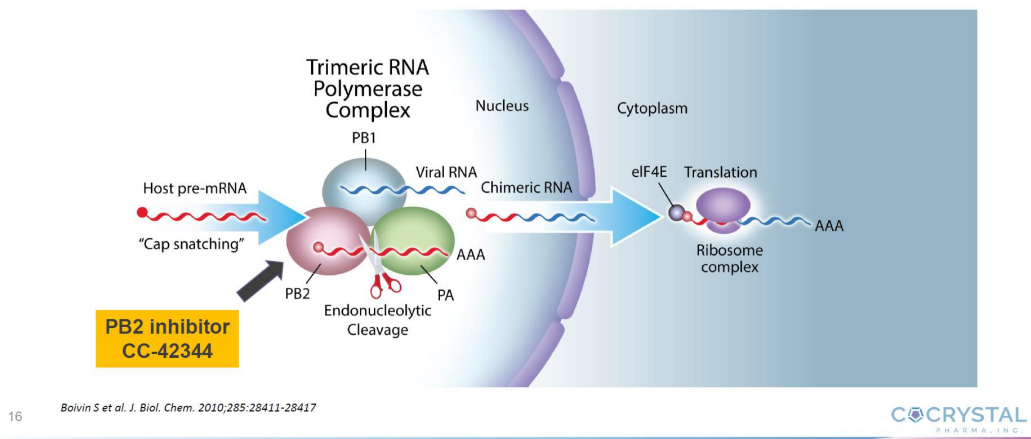 Trimeric RNA
Polymerase
Complex
PB1
Nucleus
Cytoplasm
Host pre-mRNA
Viral RNA
Chimeric RNA
eIF4E
Translation
"Cap snatching"
AAA
AAA
Ribosome
complex
PB2
PA
Endonucleolytic
Cleavage
PB2 inhibitor
CC-42344
16
Boivin S et al. J. Biol. Chem. 2010;285:28411-28417
COCRYSTAL
PHARMA, INC.